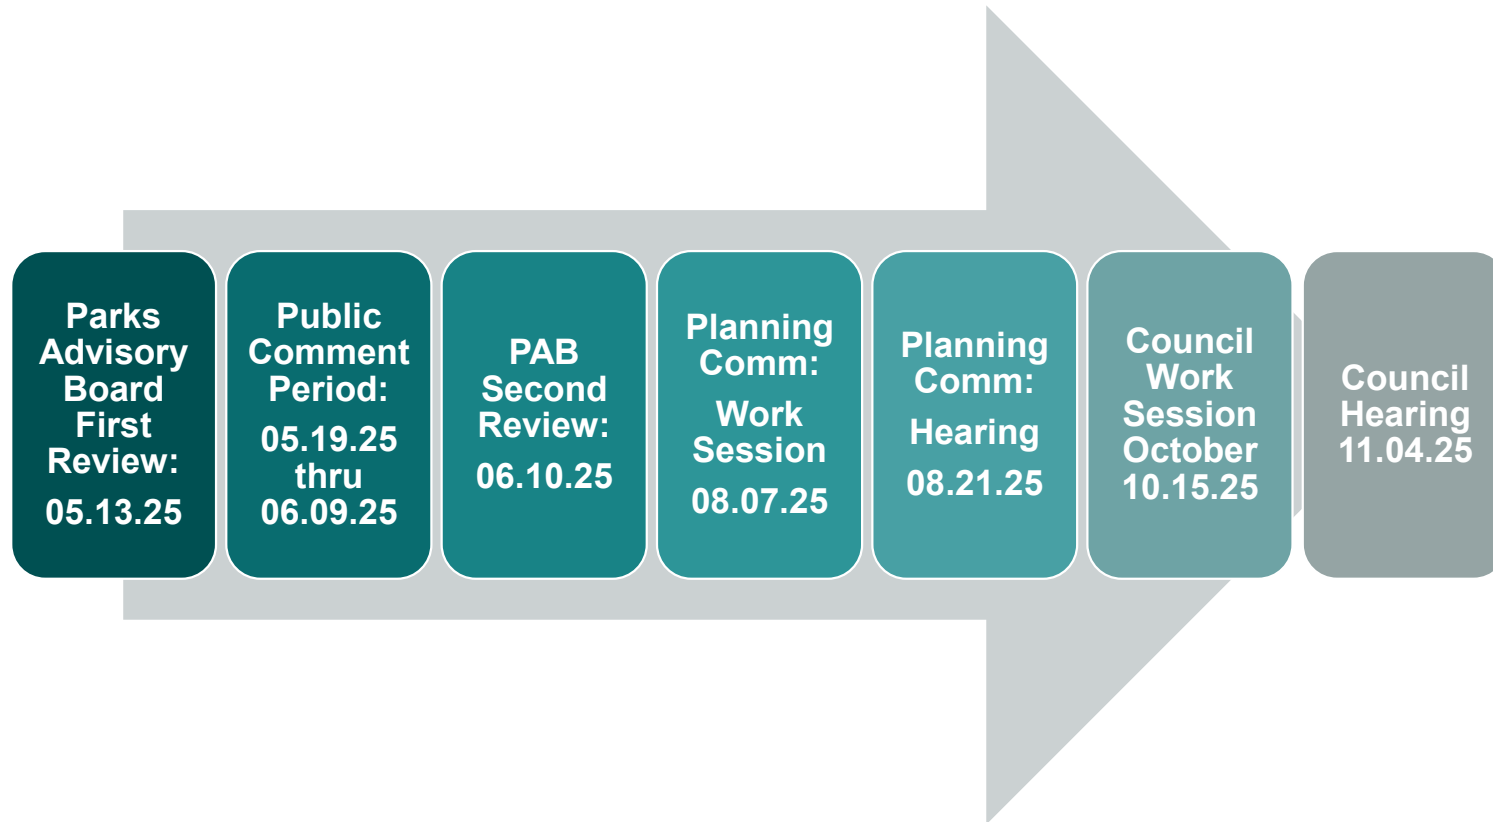 Parks
Advisory
Board
First
Review:
05.13.25
Public
Comment
Period:
05.19.25
thru
06.09.25
PAB
Second
Review:
06.10.25
Planning
Comm:
Work
Session
08.07.25
Planning
Comm:
Hearing
08.21.25
Council
Work
Session
October
10.15.25
Council
Hearing
11.04.25